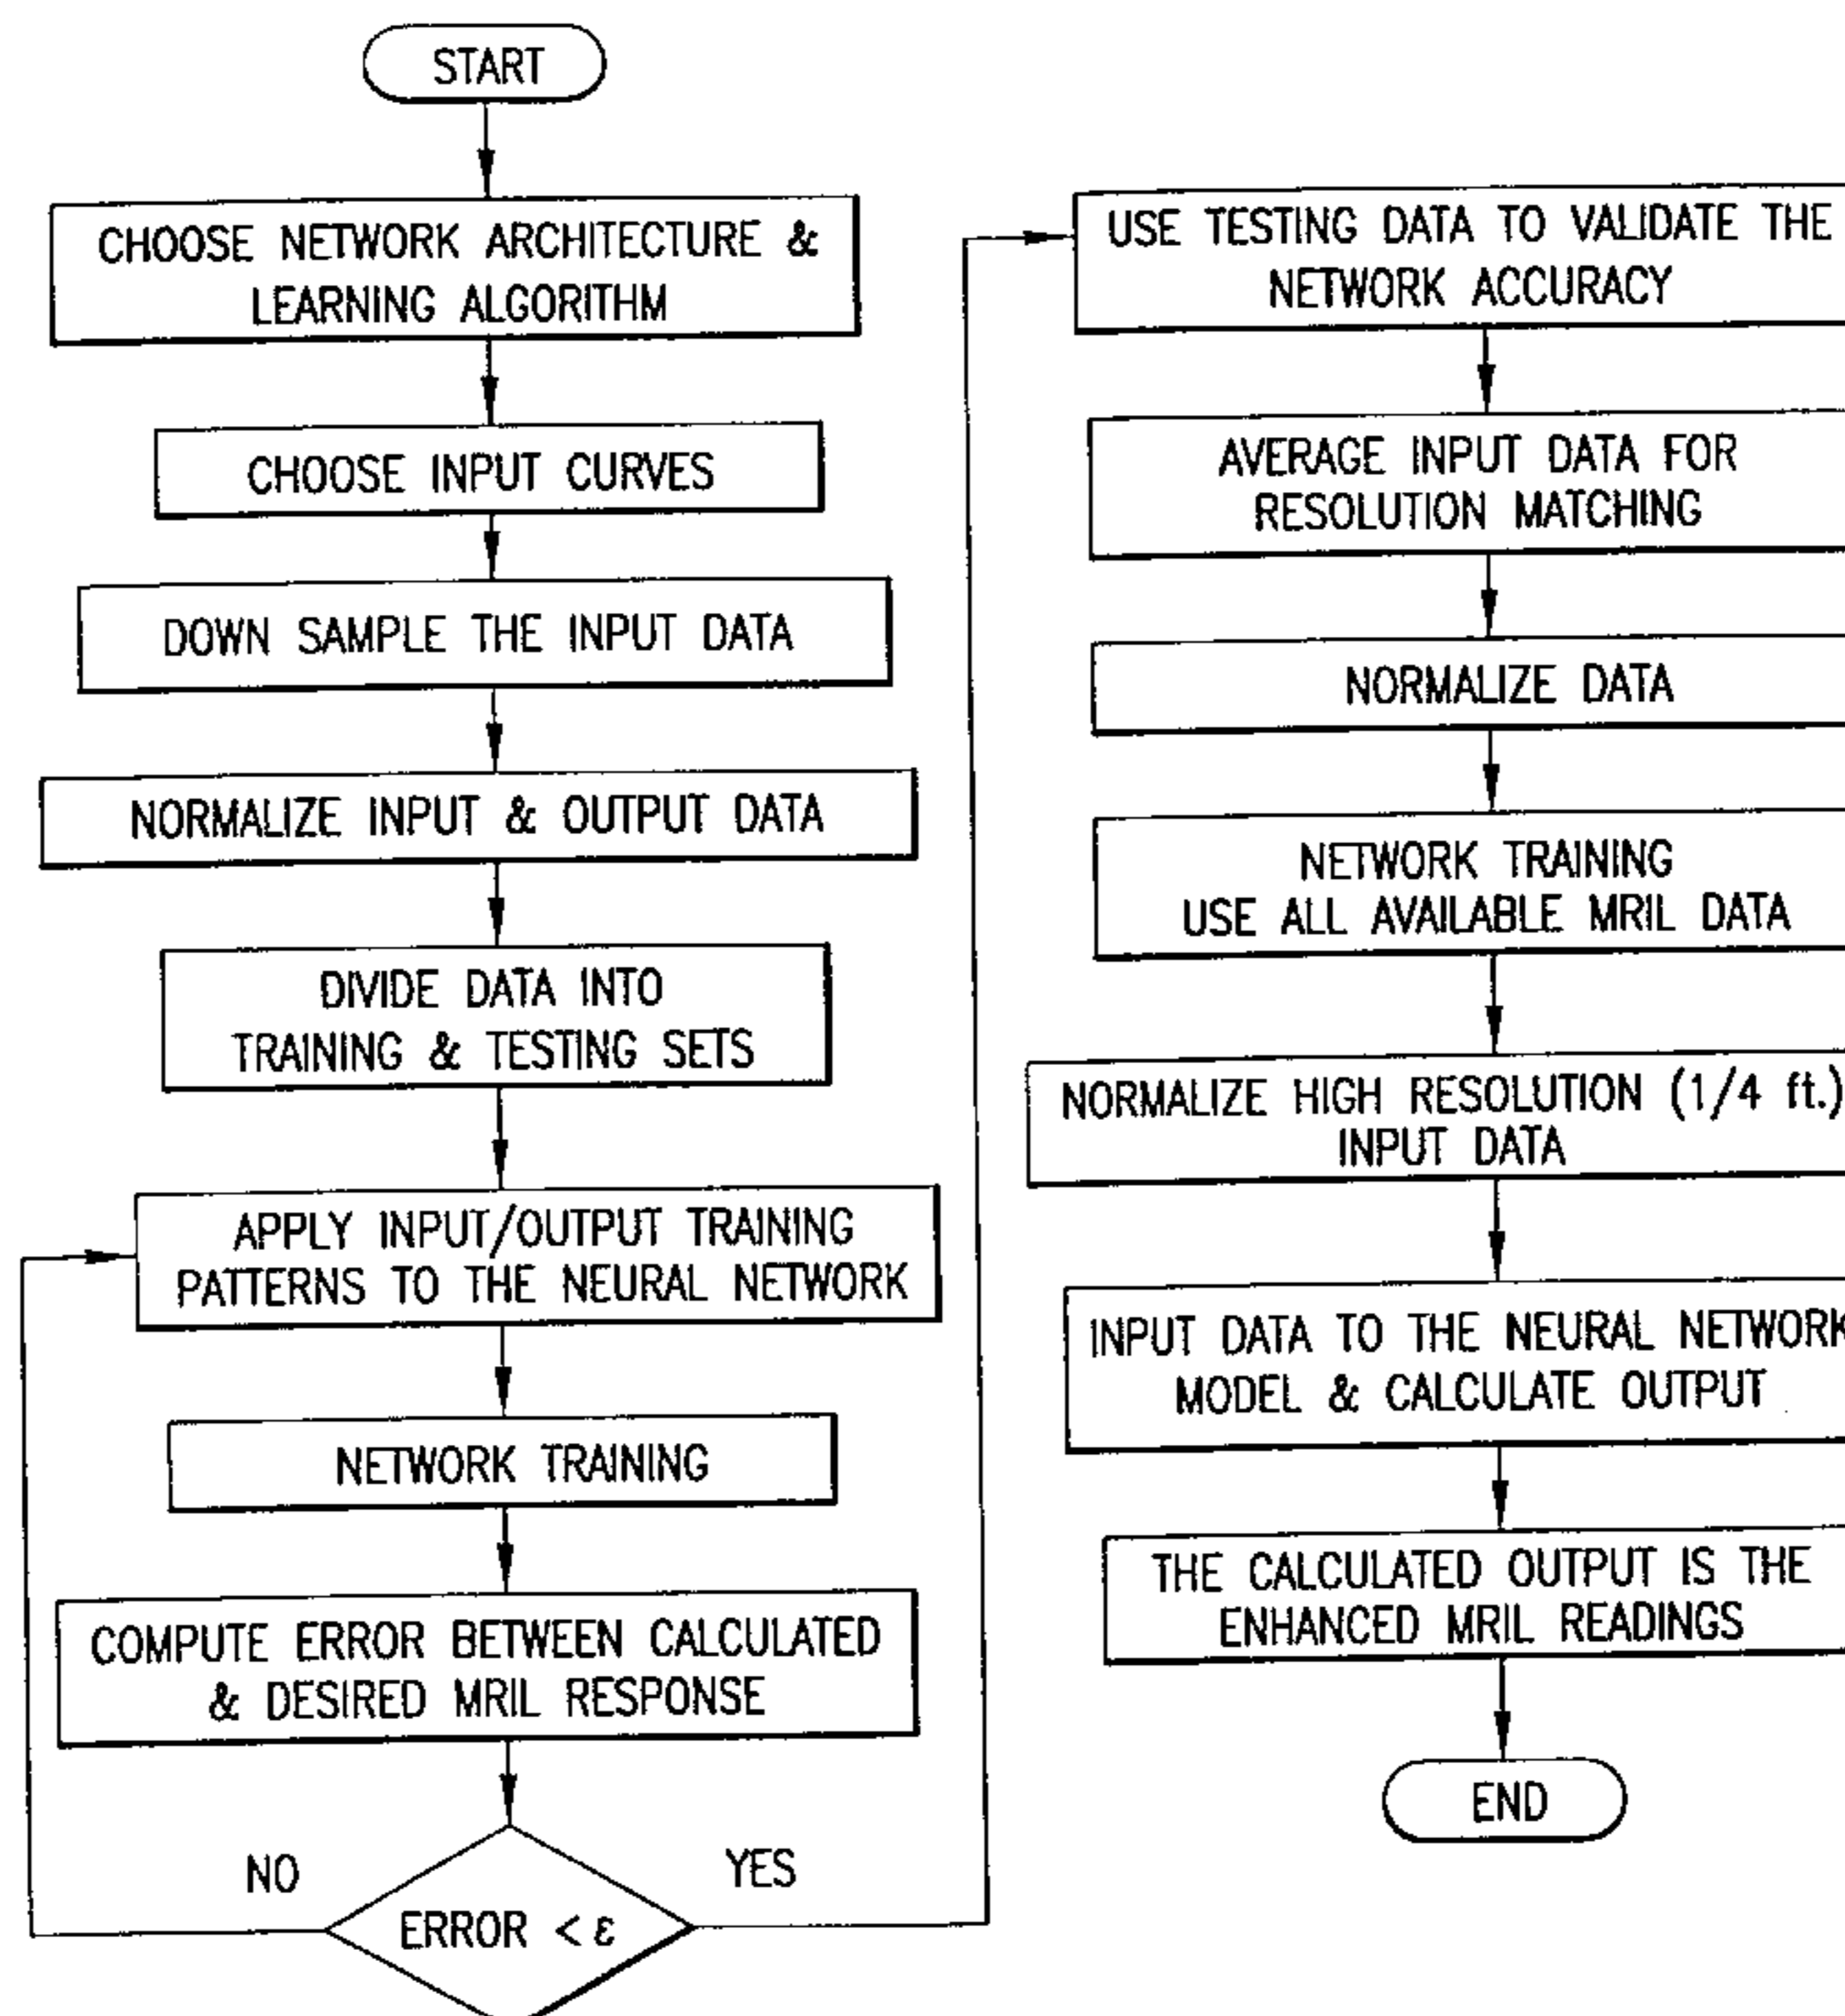 START
CHOOSE NETWORK ARCHITECTURE &
LEARNING ALGORITHM
CHOOSE INPUT CURVES
DOWN SAMPLE THE INPUT DATA
NORMALIZE INPUT & OUTPUT DATA
DIVIDE DATA INTO
TRAINING & TESTING SETS
APPLY INPUT/OUTPUT TRAINING
PATTERNS TO THE NEURAL NETWORK
NETWORK TRAINING
COMPUTE ERROR BETWEEN CALCULATED
& DESIRED MRIL RESPONSE
NO
YES
ERROR < ε
USE TESTING DATA TO VALIDATE THE
NETWORK ACCURACY
AVERAGE INPUT DATA FOR
RESOLUTION MATCHING
NORMALIZE DATA
NETWORK TRAINING
USE ALL AVAILABLE MRIL DATA
NORMALIZE HIGH RESOLUTION (1/4 ft.)
INPUT DATA
INPUT DATA TO THE NEURAL NETWORK
MODEL & CALCULATE OUTPUT
THE CALCULATED OUTPUT IS THE
ENHANCED MRIL READINGS
END